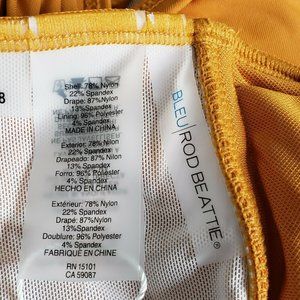 8
Shell: 78% Nylon
22% Spandex
Drape: 87% Nylon
13% Spandex
Lining: 96% Polyester
4% Spandex
MADE IN CHINA
Exterior: 78% Nylon
22% Spandex
Drapeado: 87% Nylon
13% Spandex
Forro: 96% Poliéster
4% Spandex
HECHO EN CHINA
Extérieur: 78% Nylon
22% Spandex
Drapé: 87% Nylon
13% Spandex
Doublure: 96% Polyester
4% Spandex
FABRIQUÉ EN CHINE
RN 15101
CA 59087
BLEU|ROD BEATTIE®